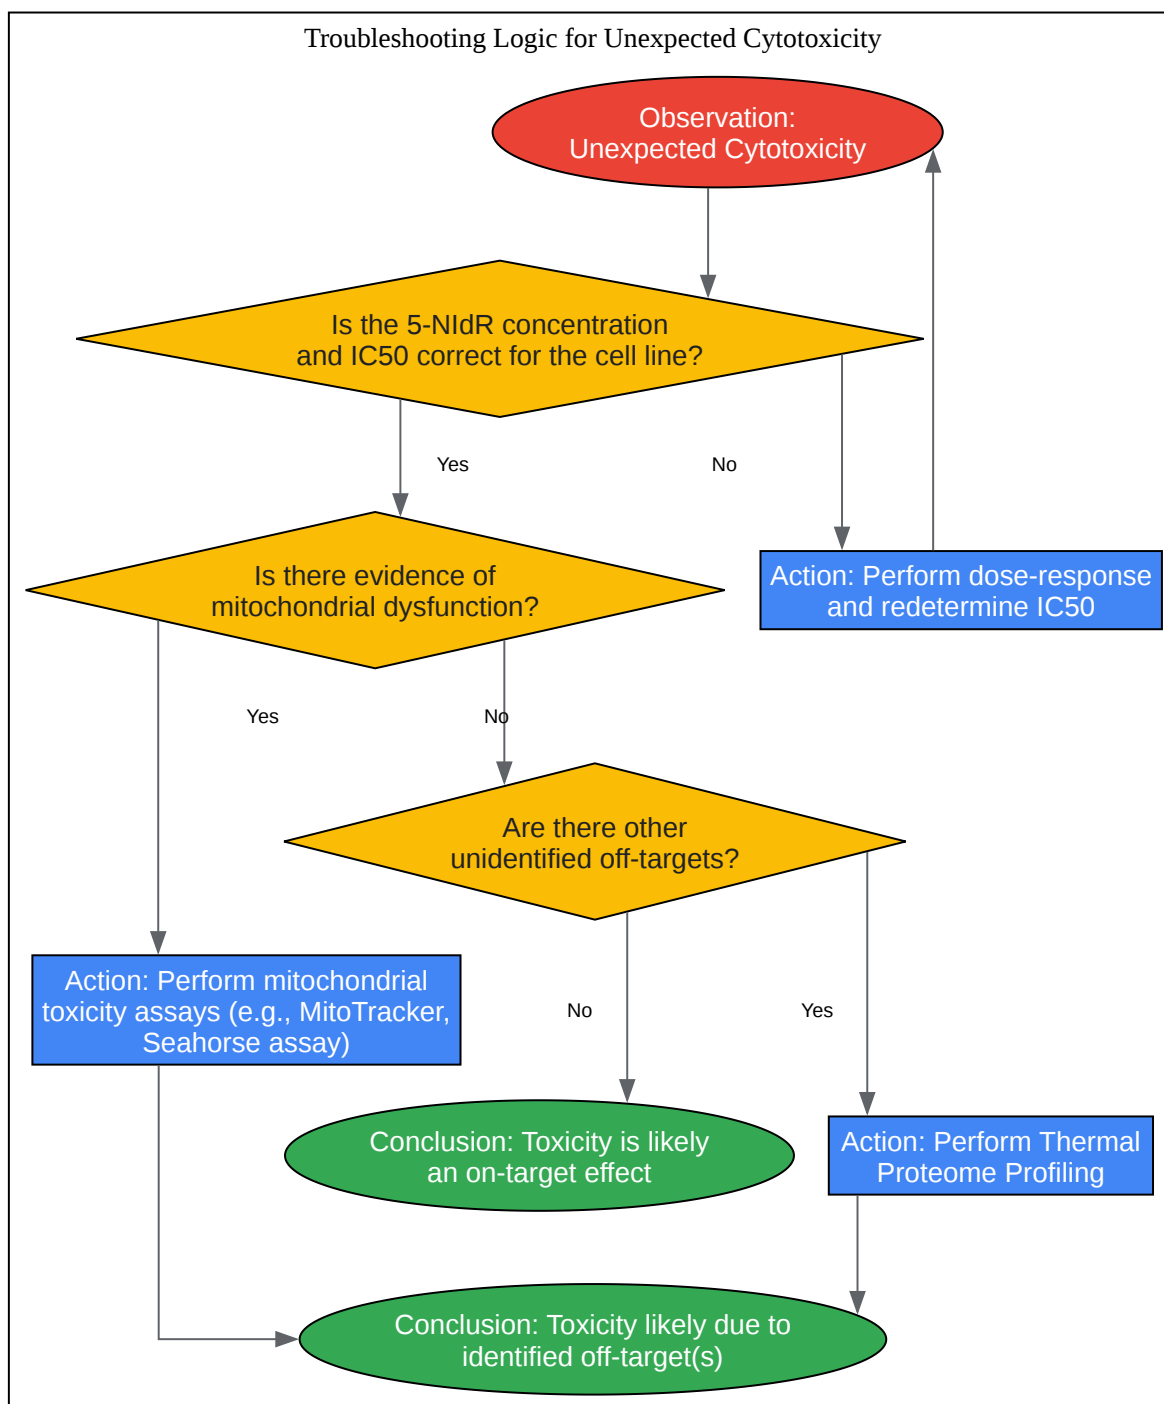 Troubleshooting Logic for Unexpected Cytotoxicity
Observation:
Unexpected Cytotoxicity
Is the 5-NIdR concentration
and IC50 correct for the cell line?
Yes
No
Is there evidence of
mitochondrial dysfunction?
Action: Perform dose-response
and redetermine IC50
Yes
No
Are there other
unidentified off-targets?
Action: Perform mitochondrial
toxicity assays (e.g., MitoTracker,
Seahorse assay)
No
Yes
Conclusion: Toxicity is likely
an on-target effect
Action: Perform Thermal
Proteome Profiling
Conclusion: Toxicity likely due to
identified off-target(s)